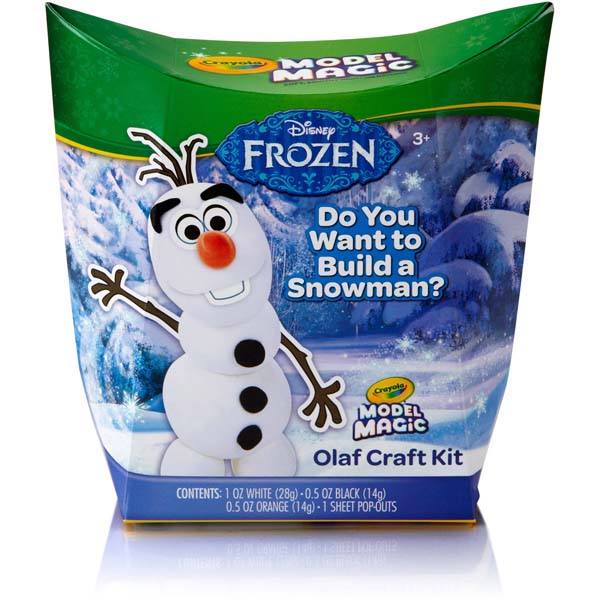 Crayola
MODEL
MAGIC
Disney
FROZEN
3+
Do You
Want to
Build a
Snowman?
Crayola
MODEL
MAGIC
Olaf Craft Kit
CONTENTS: 1 OZ WHITE (28g) • 0.5 OZ BLACK (14g)
0.5 OZ ORANGE (14g) • 1 SHEET POP-OUTS